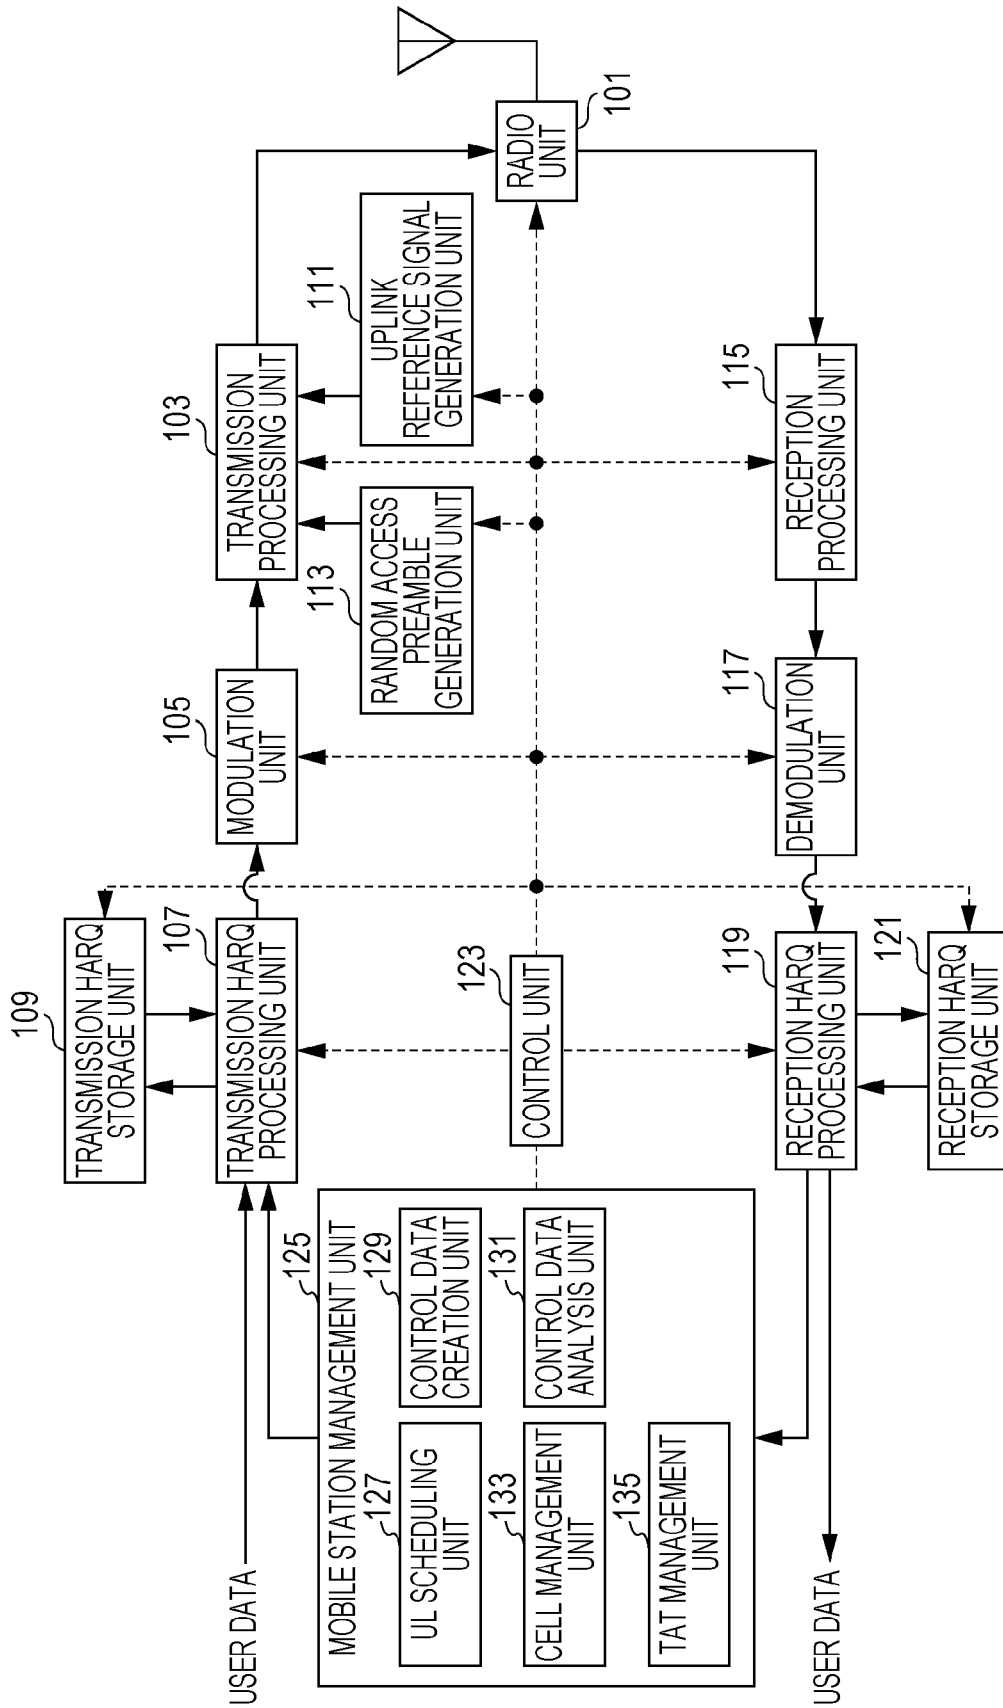 109
TRANSMISSION HARQ
STORAGE UNIT
USER DATA
107
TRANSMISSION HARQ
PROCESSING UNIT
105
MODULATION
UNIT
103
TRANSMISSION
PROCESSING UNIT
113
RANDOM ACCESS
PREAMBLE
GENERATION UNIT
111
UPLINK
REFERENCE SIGNAL
GENERATION UNIT
RADIO
UNIT
101
125
MOBILE STATION MANAGEMENT UNIT
127
UL SCHEDULING
UNIT
129
CONTROL DATA
CREATION UNIT
133
CELL MANAGEMENT
UNIT
131
CONTROL DATA
ANALYSIS UNIT
135
TAT MANAGEMENT
UNIT
123
CONTROL UNIT
USER DATA
119
RECEPTION HARQ
PROCESSING UNIT
117
DEMODULATION
UNIT
115
RECEPTION
PROCESSING UNIT
121
RECEPTION HARQ
STORAGE UNIT